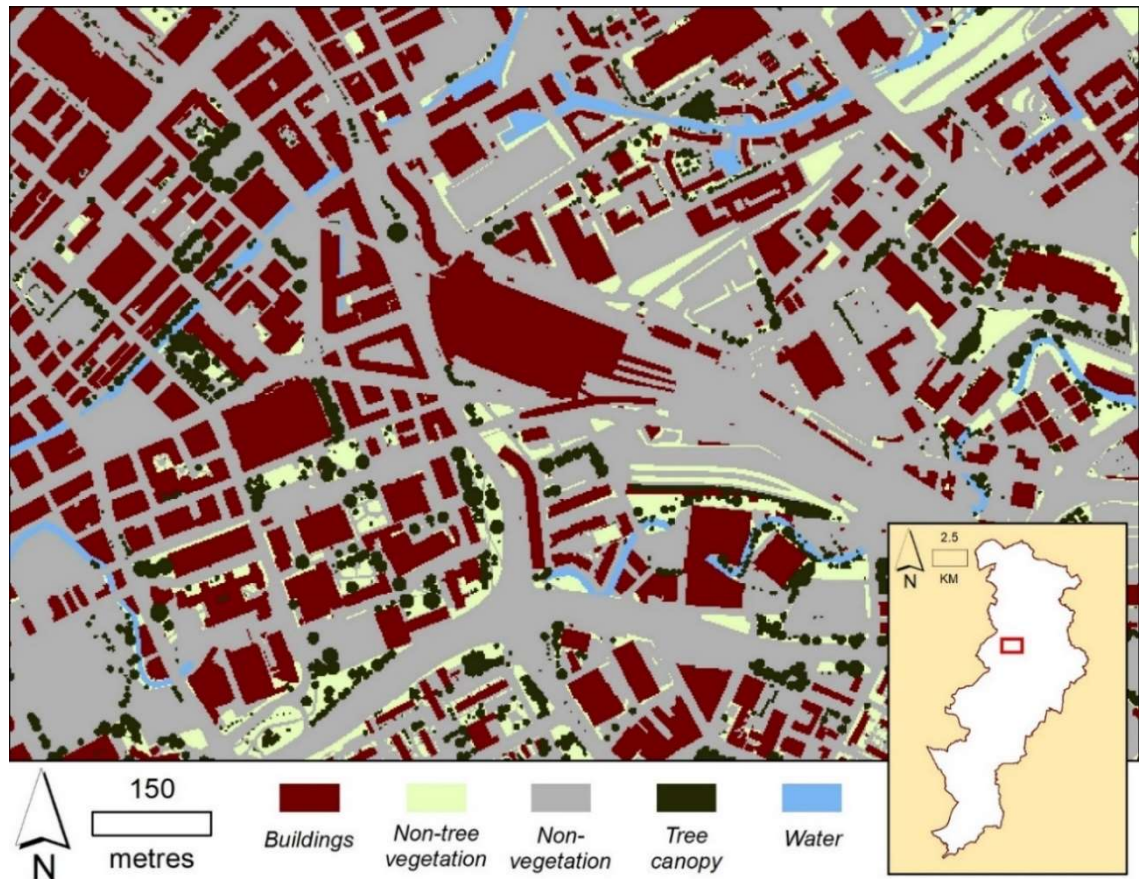 2.5
N
KM
150
metres
N
Buildings
Non-tree
vegetation
Non-
vegetation
Tree
canopy
Water